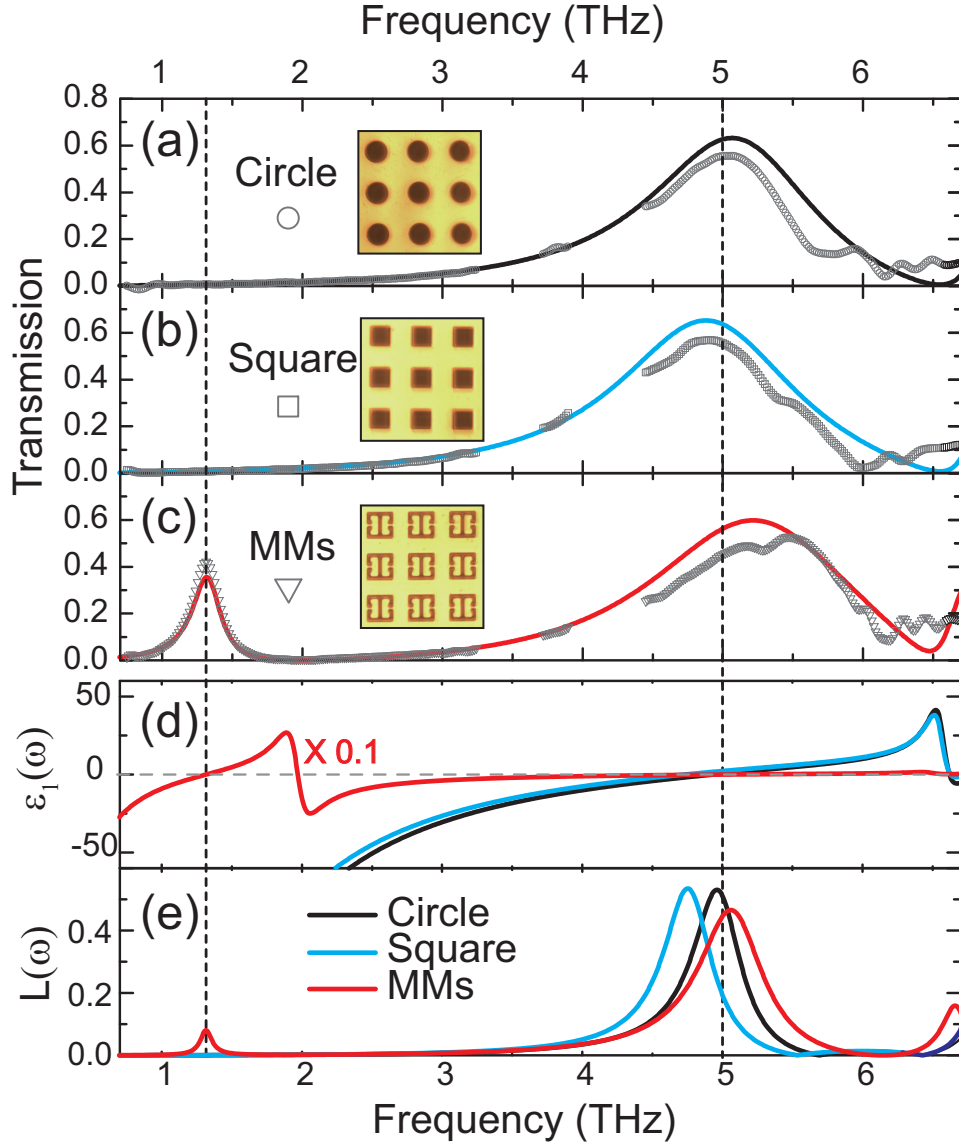 Frequency (THz)
1 2 3 4 5 6
Transmission
0.8
0.6
0.4
0.2
0.0
(a)
Circle
0.6
0.4
0.2
0.0
(b)
Square
0.6
0.4
0.2
0.0
(c)
MMs
ε1(ω)
50
0
-50
(d)
X 0.1
L(ω)
0.4
0.2
0.0
(e)
Circle
Square
MMs
1 2 3 4 5 6
Frequency (THz)